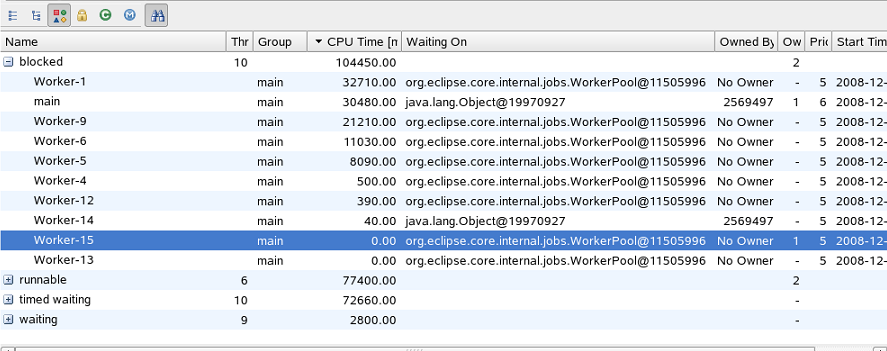 Name Thr Group CPU Time [n Waiting On Owned By Ow Pric Start Tim
blocked 10 104450.00 2
Worker-1 main 32710.00 org.eclipse.core.internal.jobs.WorkerPool@11505996 No Owner - 5 2008-12-
main main 30480.00 java.lang.Object@19970927 2569497 1 6 2008-12-
Worker-9 main 21210.00 org.eclipse.core.internal.jobs.WorkerPool@11505996 No Owner - 5 2008-12-
Worker-6 main 11030.00 org.eclipse.core.internal.jobs.WorkerPool@11505996 No Owner - 5 2008-12-
Worker-5 main 8090.00 org.eclipse.core.internal.jobs.WorkerPool@11505996 No Owner - 5 2008-12-
Worker-4 main 500.00 org.eclipse.core.internal.jobs.WorkerPool@11505996 No Owner - 5 2008-12-
Worker-12 main 390.00 org.eclipse.core.internal.jobs.WorkerPool@11505996 No Owner - 5 2008-12-
Worker-14 main 40.00 java.lang.Object@19970927 2569497 - 5 2008-12-
Worker-15 main 0.00 org.eclipse.core.internal.jobs.WorkerPool@11505996 No Owner 1 5 2008-12-
Worker-13 main 0.00 org.eclipse.core.internal.jobs.WorkerPool@11505996 No Owner - 5 2008-12-
runnable 6 77400.00 2
timed waiting 10 72660.00 -
waiting 9 2800.00 -